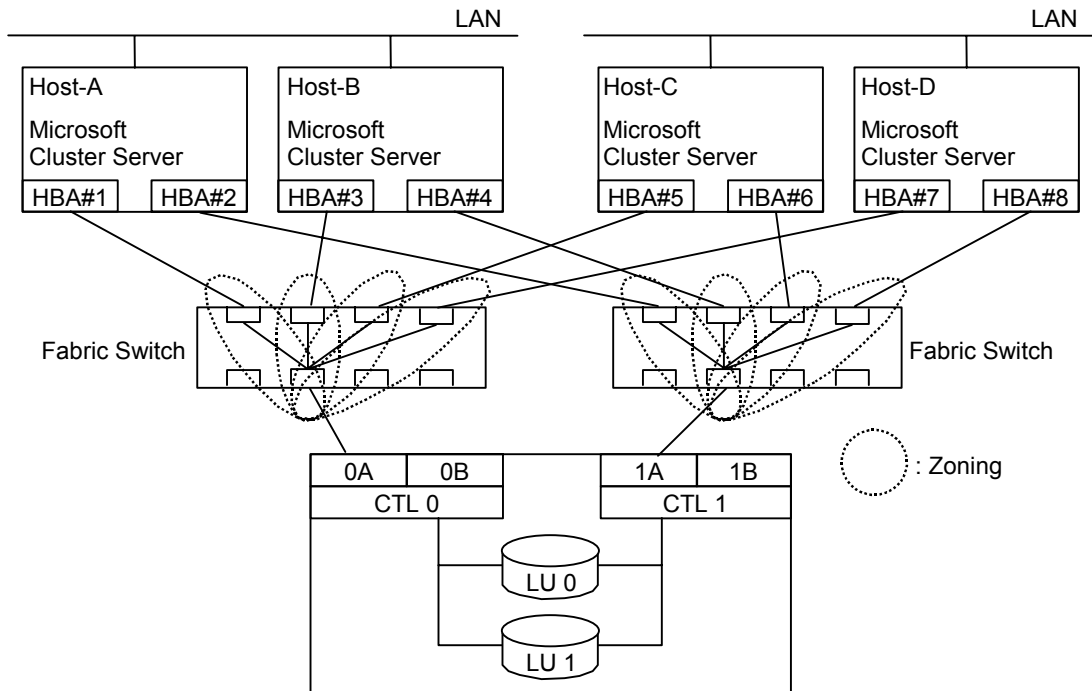 LAN
LAN
Host-A
Microsoft
Cluster Server
HBA#1
HBA#2
Host-B
Microsoft
Cluster Server
HBA#3
HBA#4
Host-C
Microsoft
Cluster Server
HBA#5
HBA#6
Host-D
Microsoft
Cluster Server
HBA#7
HBA#8
Fabric Switch
Fabric Switch
0A
0B
CTL 0
1A
1B
CTL 1
: Zoning
LU 0
LU 1